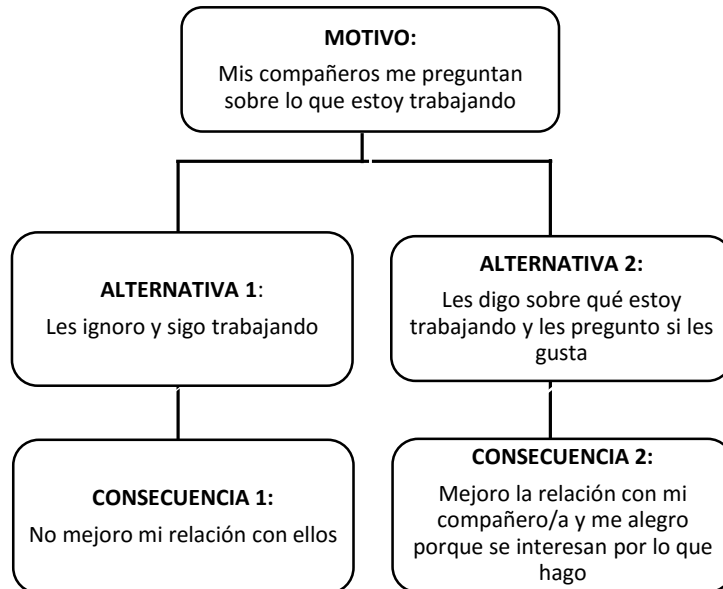 MOTIVO:
Mis compañeros me preguntan
sobre lo que estoy trabajando
ALTERNATIVA 1:
Les ignoro y sigo trabajando
ALTERNATIVA 2:
Les digo sobre qué estoy
trabajando y les pregunto si les
gusta
CONSECUENCIA 1:
No mejoro mi relación con ellos
CONSECUENCIA 2:
Mejoro la relación con mi
compañero/a y me alegro
porque se interesan por lo que
hago